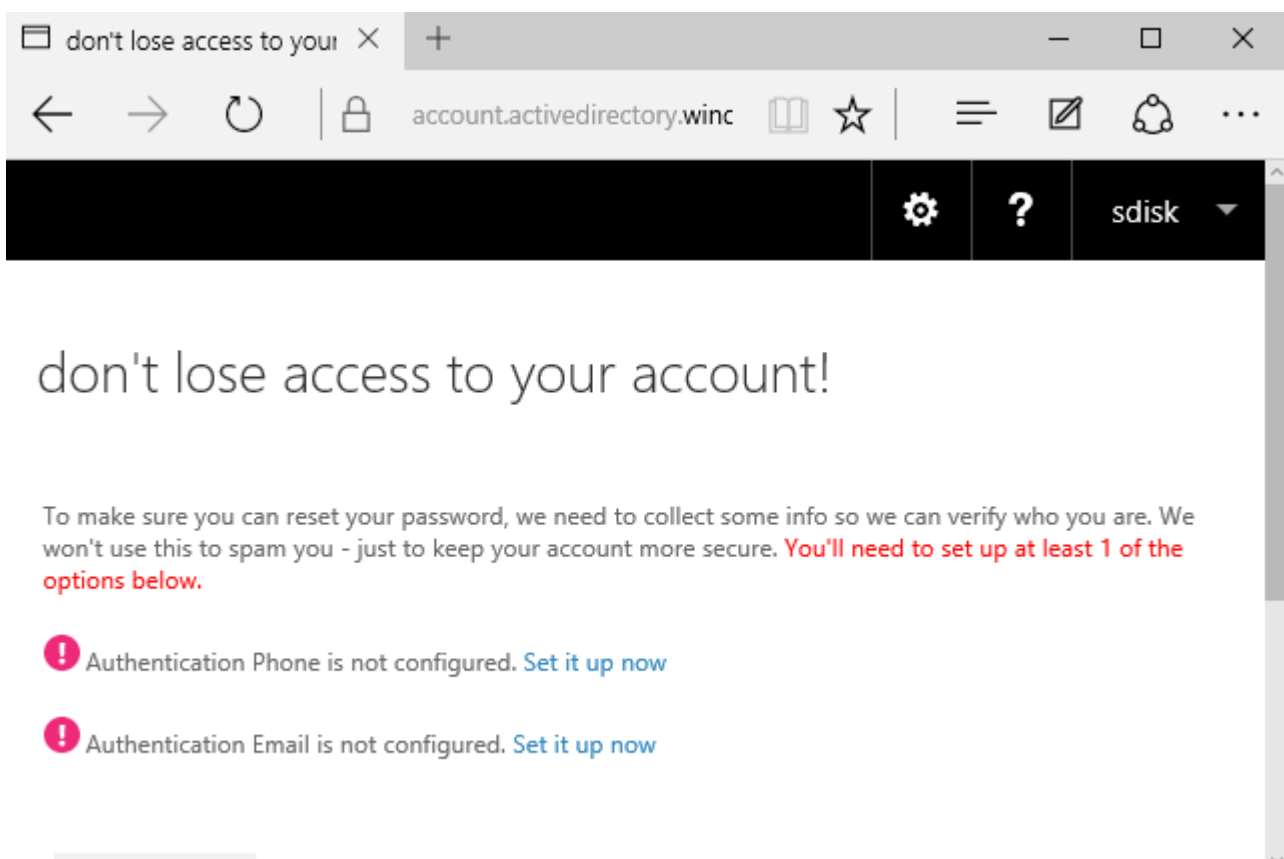 don't lose access to your
account.activedirectory.winc
? sdisk
don't lose access to your account!
To make sure you can reset your password, we need to collect some info so we can verify who you are. We
won't use this to spam you - just to keep your account more secure. You'll need to set up at least 1 of the
options below.
! Authentication Phone is not configured. Set it up now
! Authentication Email is not configured. Set it up now